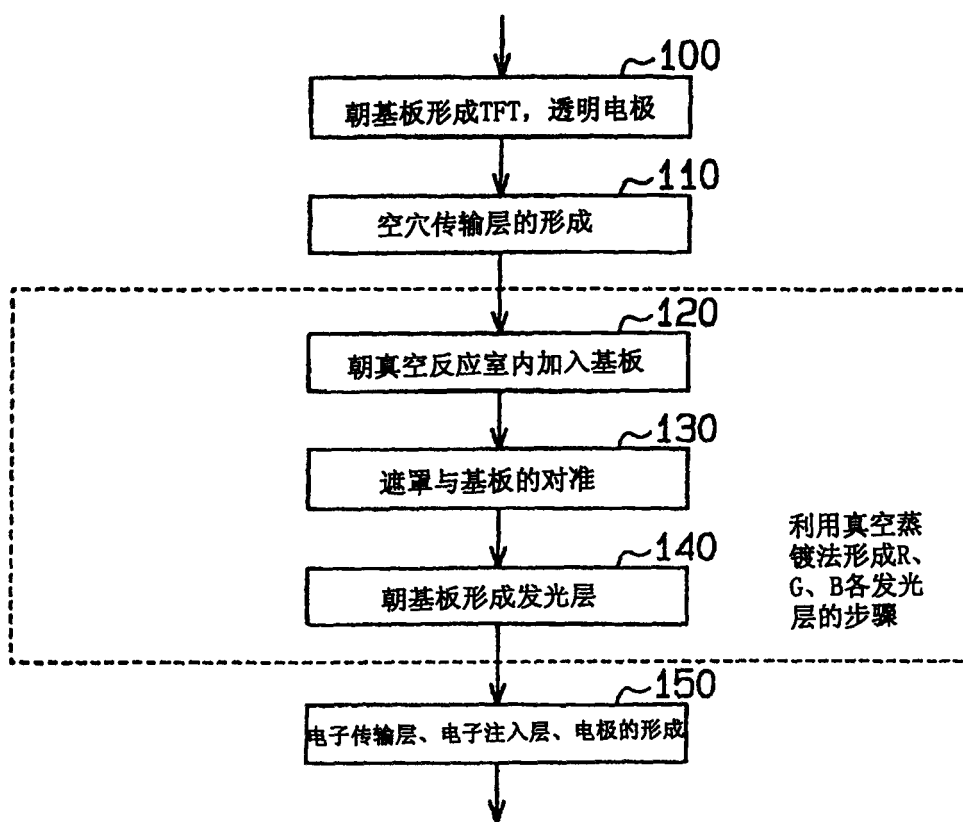 100
朝基板形成TFT，透明电极
110
空穴传输层的形成
120
朝真空反应室内加入基板
130
遮罩与基板的对准
140
朝基板形成发光层
利用真空蒸
镀法形成R、
G、B各发光
层的步骤
150
电子传输层、电子注入层、电极的形成